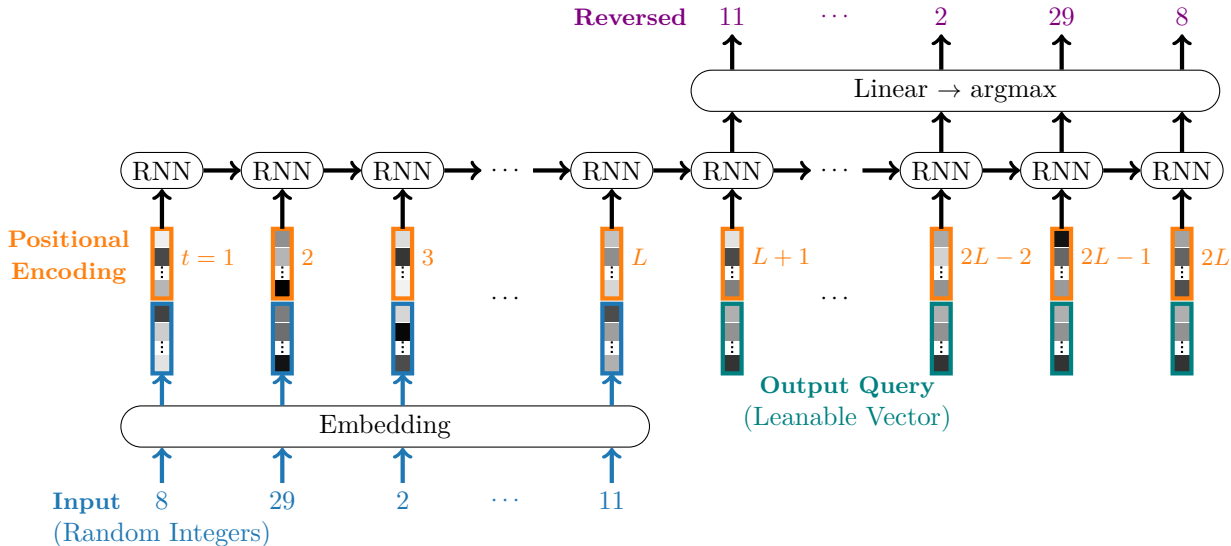 Reversed 11 ⋯ 2 29 8
Linear → argmax
RNN RNN RNN ⋯ RNN RNN ⋯ RNN RNN RNN
Positional
Encoding
t = 1 2 3 L L + 1 2L − 2 2L − 1 2L
⋯ ⋯
Output Query
(Leanable Vector)
Embedding
Input 8 29 2 ⋯ 11
(Random Integers)